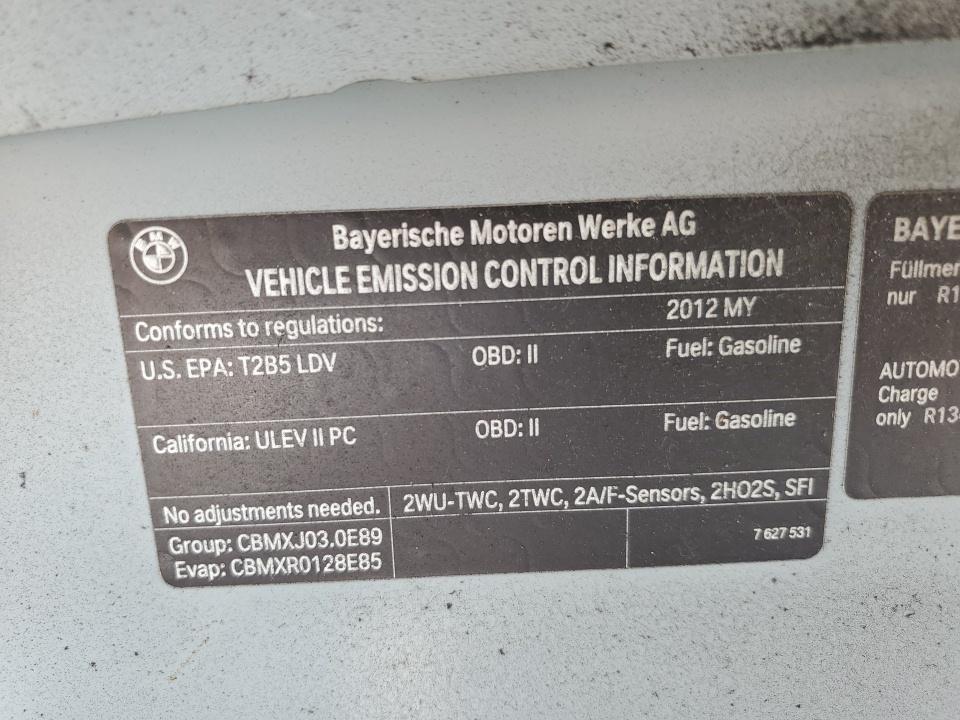 BMW
Bayerische Motoren Werke AG
VEHICLE EMISSION CONTROL INFORMATION
Conforms to regulations: 2012 MY
U.S. EPA: T2B5 LDV OBD: II Fuel: Gasoline
California: ULEV II PC OBD: II Fuel: Gasoline
No adjustments needed. 2WU-TWC, 2TWC, 2A/F-Sensors, 2HO2S, SFI
Group: CBMXJ03.0E89
Evap: CBMXR0128E85
7 627 531
BAYE
Füllmen
nur R1
AUTOMO
Charge
only R13